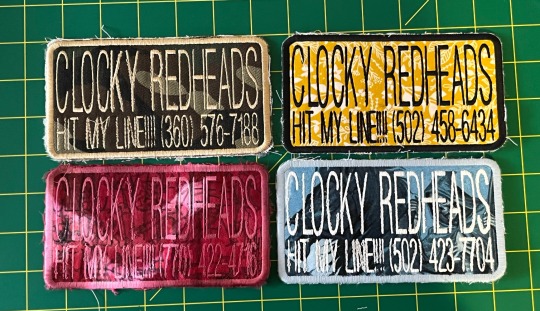 CLOCKY REDHEADS
HIT MY LINE!!! (360) 576-7188
CLOCKY REDHEADS
HIT MY LINE!!! (502) 458-6434
CLOCKY REDHEADS
HIT MY LINE!!!
CLOCKY REDHEADS
HIT MY LINE!!! (502) 423-7704